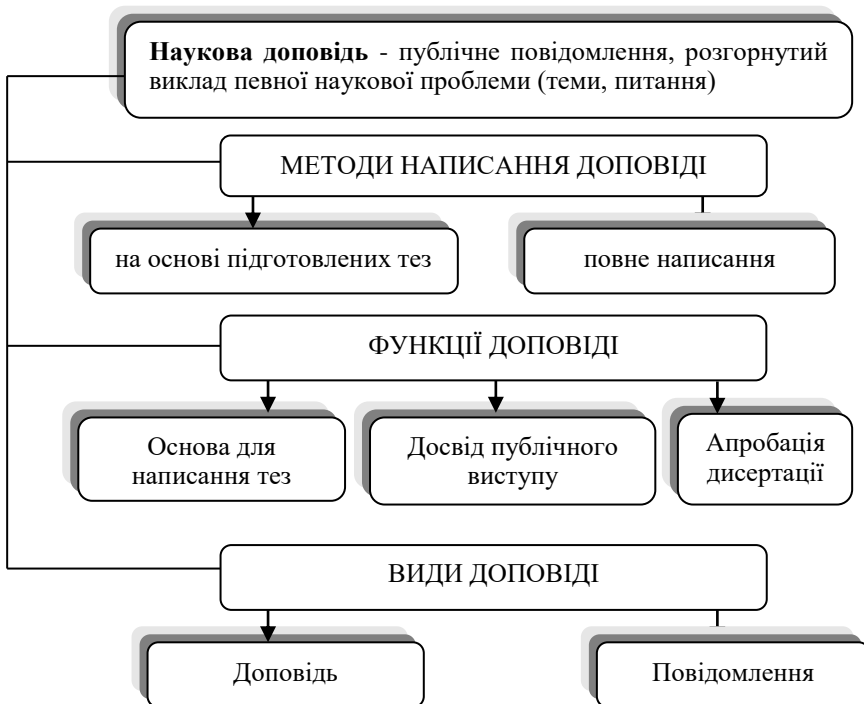 Наукова доповідь - публічне повідомлення, розгорнутий
виклад певної наукової проблеми (теми, питання)
МЕТОДИ НАПИСАННЯ ДОПОВІДІ
на основі підготовлених тез
повне написання
ФУНКЦІЇ ДОПОВІДІ
Основа для
написання тез
Досвід публічного
виступу
Апробація
дисертації
ВИДИ ДОПОВІДІ
Доповідь
Повідомлення